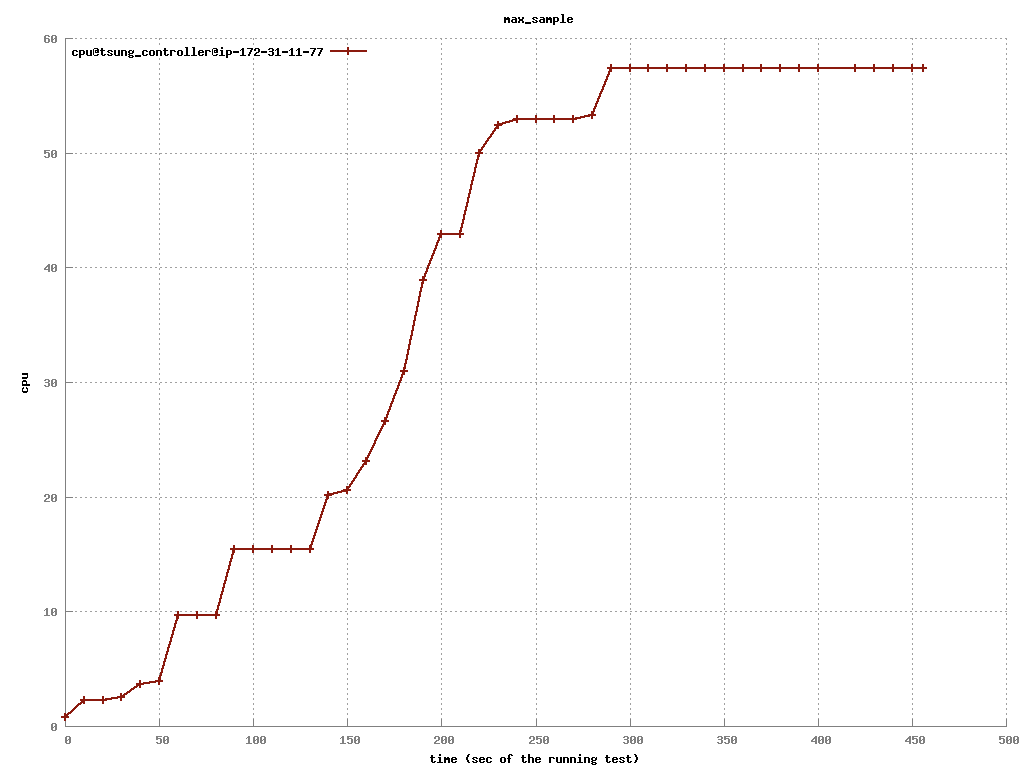 max_sample
cpu@tsung_controller@ip-172-31-11-77
60
50
40
30
20
10
0
cpu
0 50 100 150 200 250 300 350 400 450 500
time (sec of the running test)